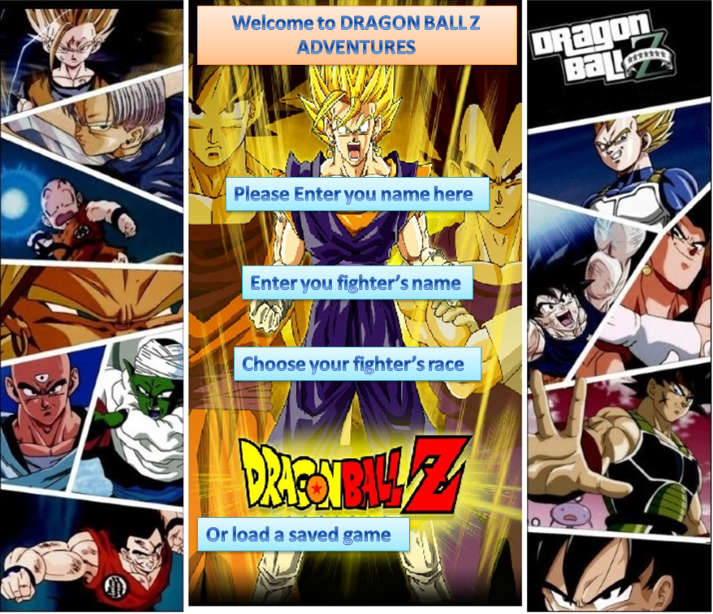 Welcome to DRAGON BALL Z
ADVENTURES
DRagon
BaLL Z
Please Enter you name here
Enter you fighter's name
Choose your fighter's race
DRAGON BALL Z
Or load a saved game